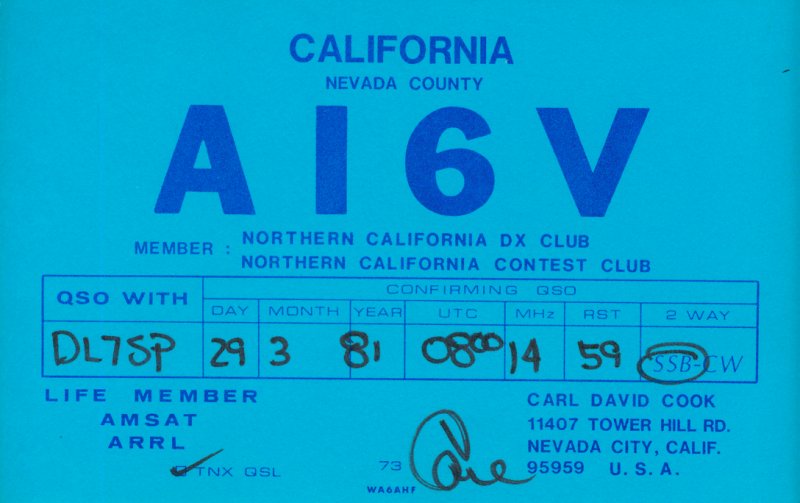 CALIFORNIA
NEVADA COUNTY
AI6V
MEMBER : NORTHERN CALIFORNIA DX CLUB
NORTHERN CALIFORNIA CONTEST CLUB
QSO WITH CONFIRMING QSO
DAY MONTH YEAR UTC MHz RST 2 WAY
DL7SP 29 3 81 0800 14 59 SSB-CW
LIFE MEMBER
AMSAT
ARRL
CARL DAVID COOK
11407 TOWER HILL RD.
NEVADA CITY, CALIF.
95959 U.S.A.
TNX QSL 73 Dave
WA6AHF